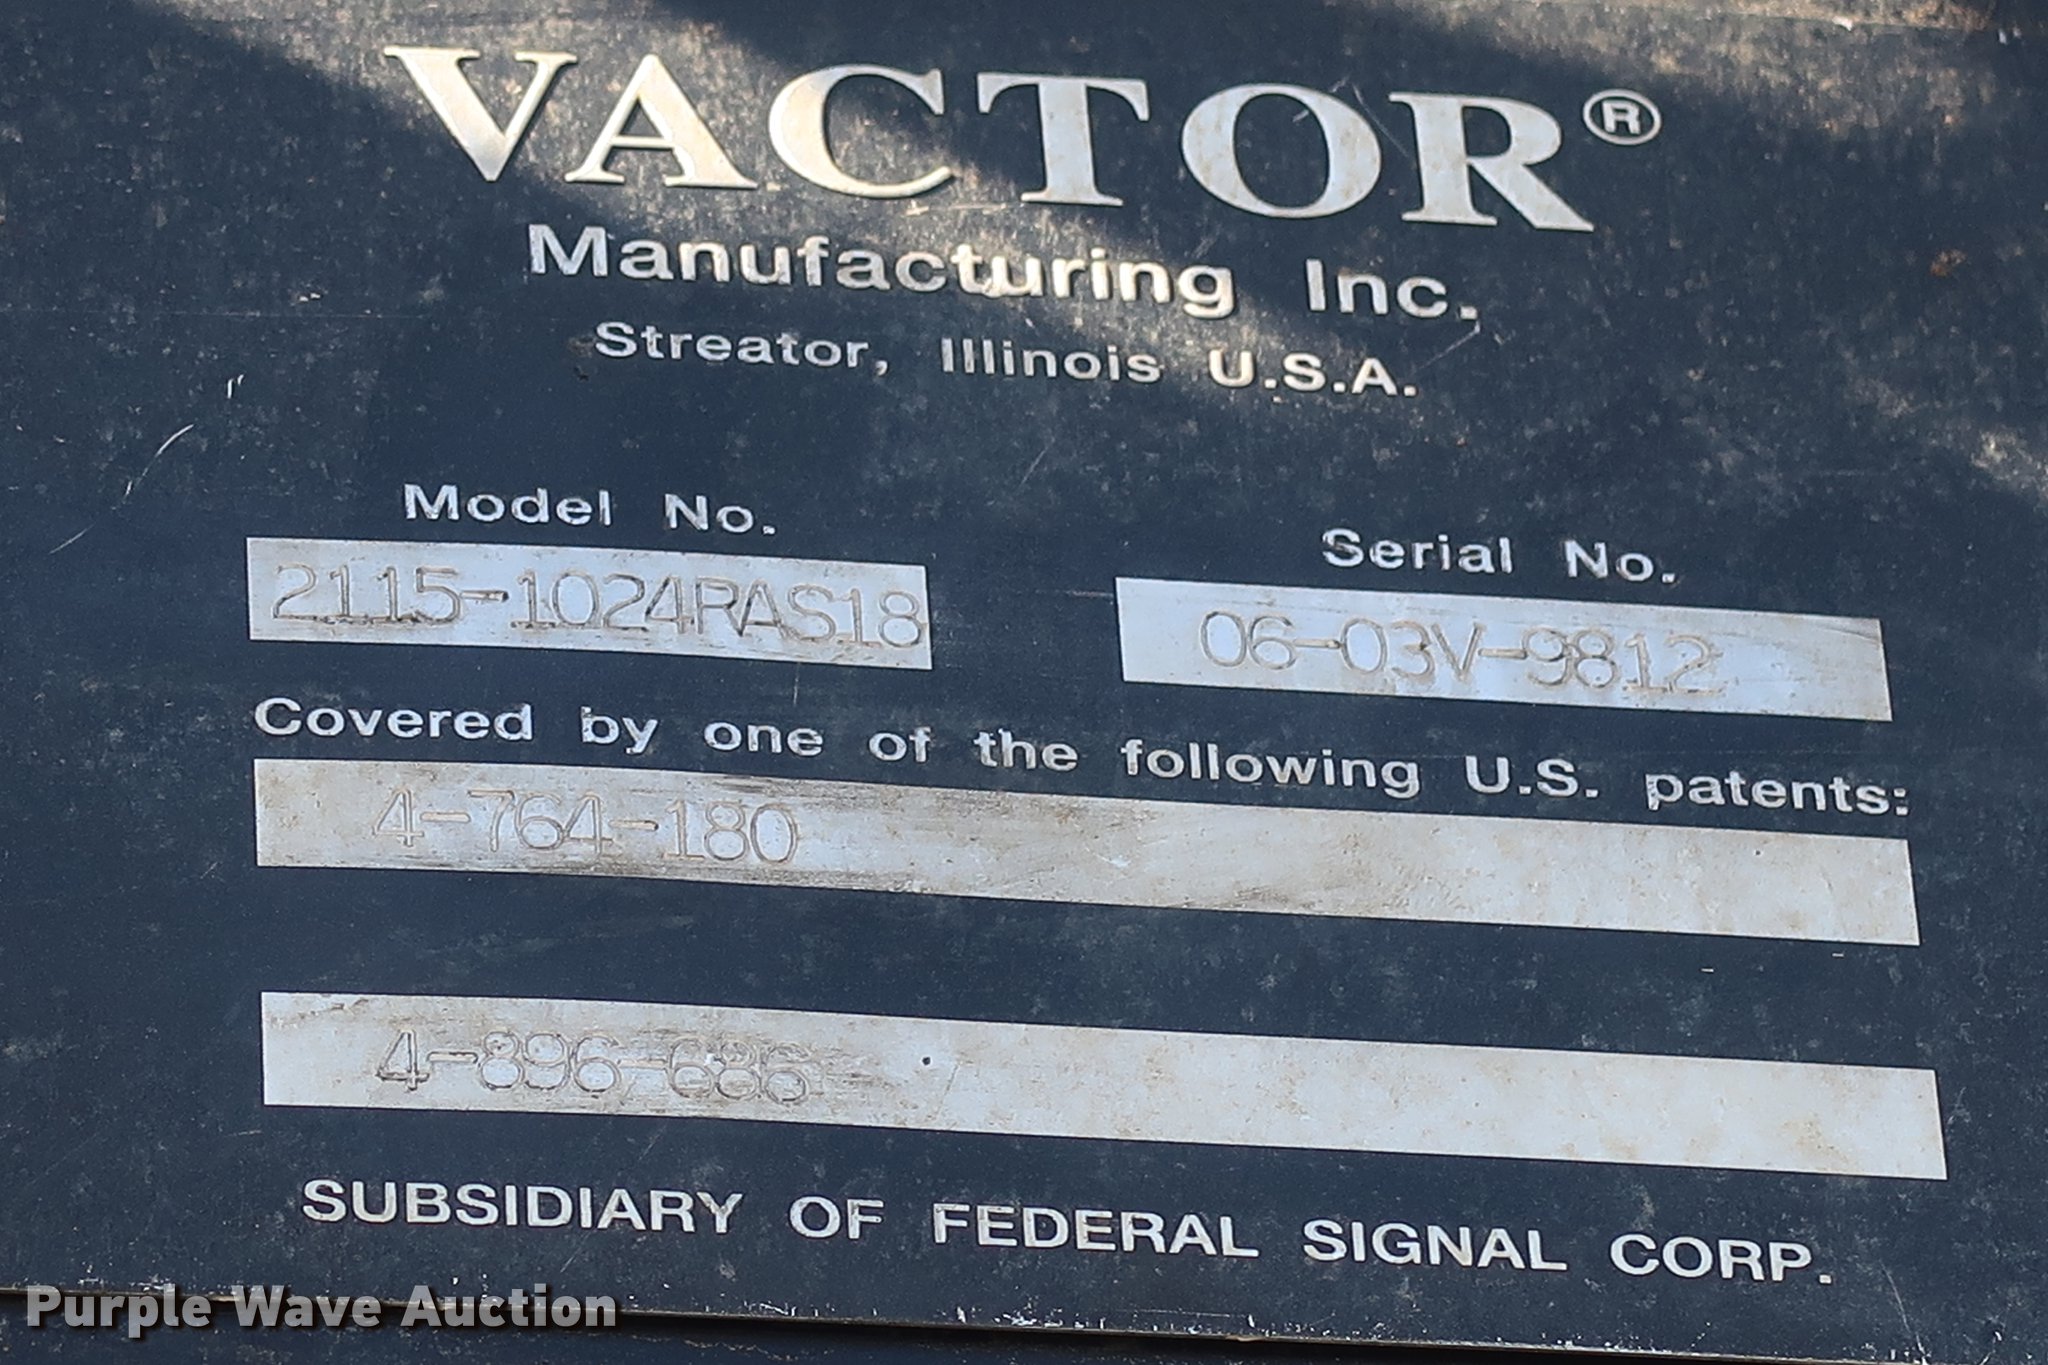 VACTOR®
Manufacturing Inc.
Streator, Illinois U.S.A.
Model No.
Serial No.
2115-1024RAS18
06-03V-9812
Covered by one of the following U.S. patents:
4-764-180
4-896-686
SUBSIDIARY OF FEDERAL SIGNAL CORP.
Purple Wave Auction